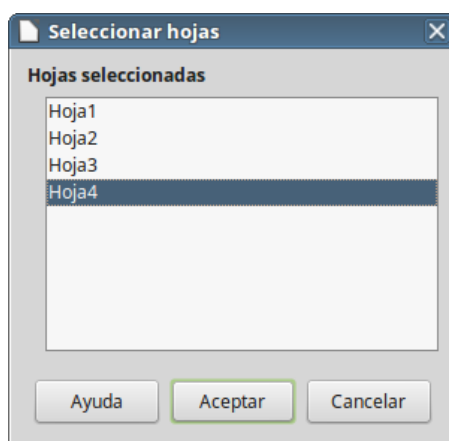 Seleccionar hojas
Hojas seleccionadas
Hoja1
Hoja2
Hoja3
Hoja4
Ayuda Aceptar Cancelar